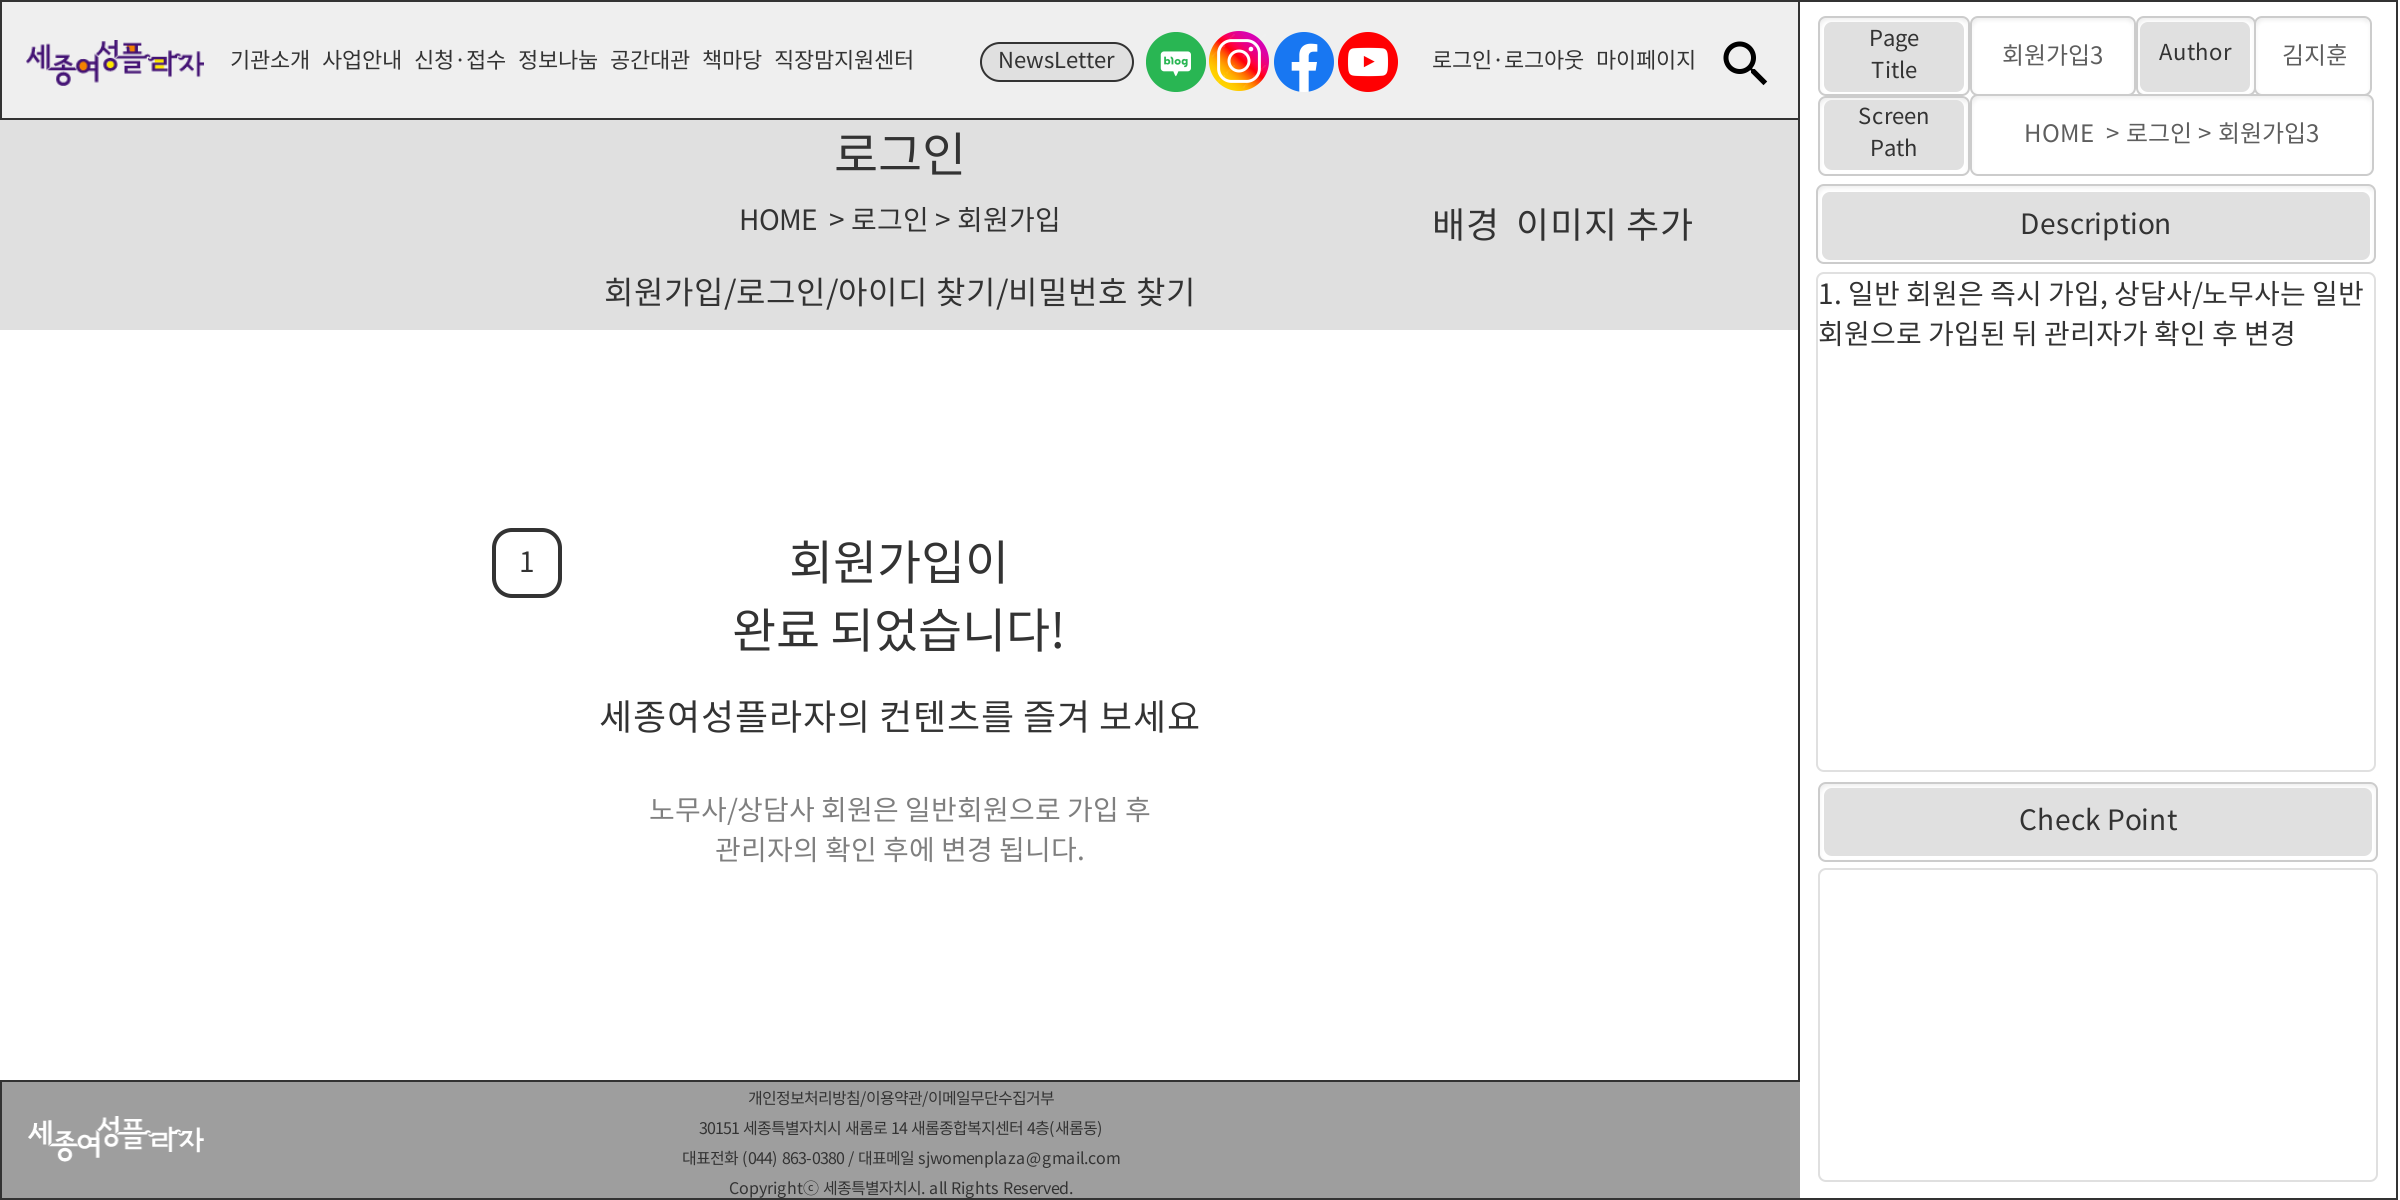 세종여성플라자
기관소개 사업안내 신청·접수 정보나눔 공간대관 책마당 직장맘지원센터
NewsLetter
blog
로그인·로그아웃 마이페이지
로그인
HOME > 로그인 > 회원가입
배경 이미지 추가
회원가입/로그인/아이디 찾기/비밀번호 찾기
1
회원가입이
완료 되었습니다!
세종여성플라자의 컨텐츠를 즐겨 보세요
노무사/상담사 회원은 일반회원으로 가입 후
관리자의 확인 후에 변경 됩니다.
세종여성플라자
개인정보처리방침/이용약관/이메일무단수집거부
30151 세종특별자치시 새롬로 14 새롬종합복지센터 4층(새롬동)
대표전화 (044) 863-0380 / 대표메일 sjwomenplaza@gmail.com
Copyrightⓒ 세종특별자치시. all Rights Reserved.
Page
Title
회원가입3
Author
김지훈
Screen
Path
HOME > 로그인 > 회원가입3
Description
1. 일반 회원은 즉시 가입, 상담사/노무사는 일반
회원으로 가입된 뒤 관리자가 확인 후 변경
Check Point